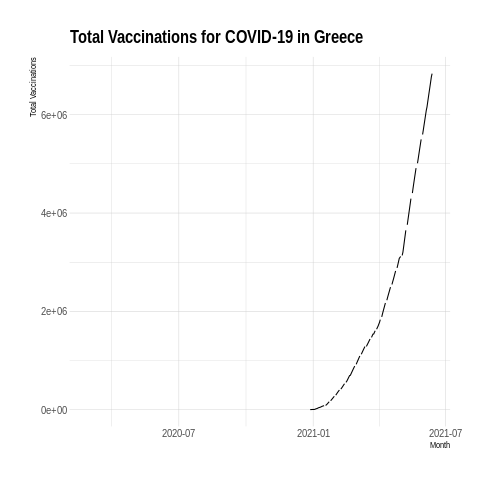 Total Vaccinations for COVID-19 in Greece
Total Vaccinations
6e+06
4e+06
2e+06
0e+00
2020-07
2021-01
2021-07
Month